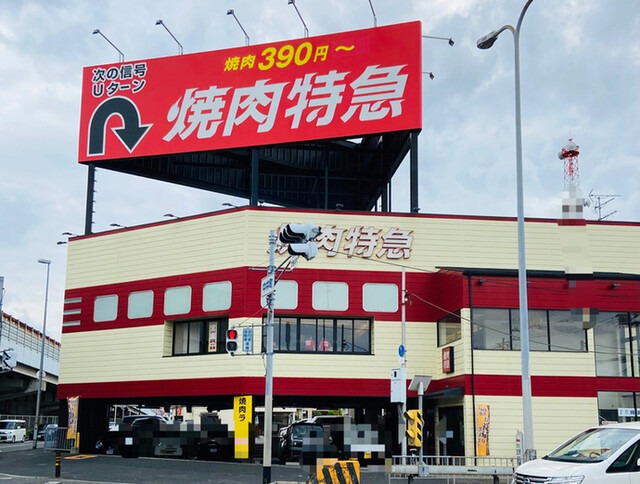 次の信号
Uターン
焼肉 390円～
焼肉特急
肉特急
焼肉ラ